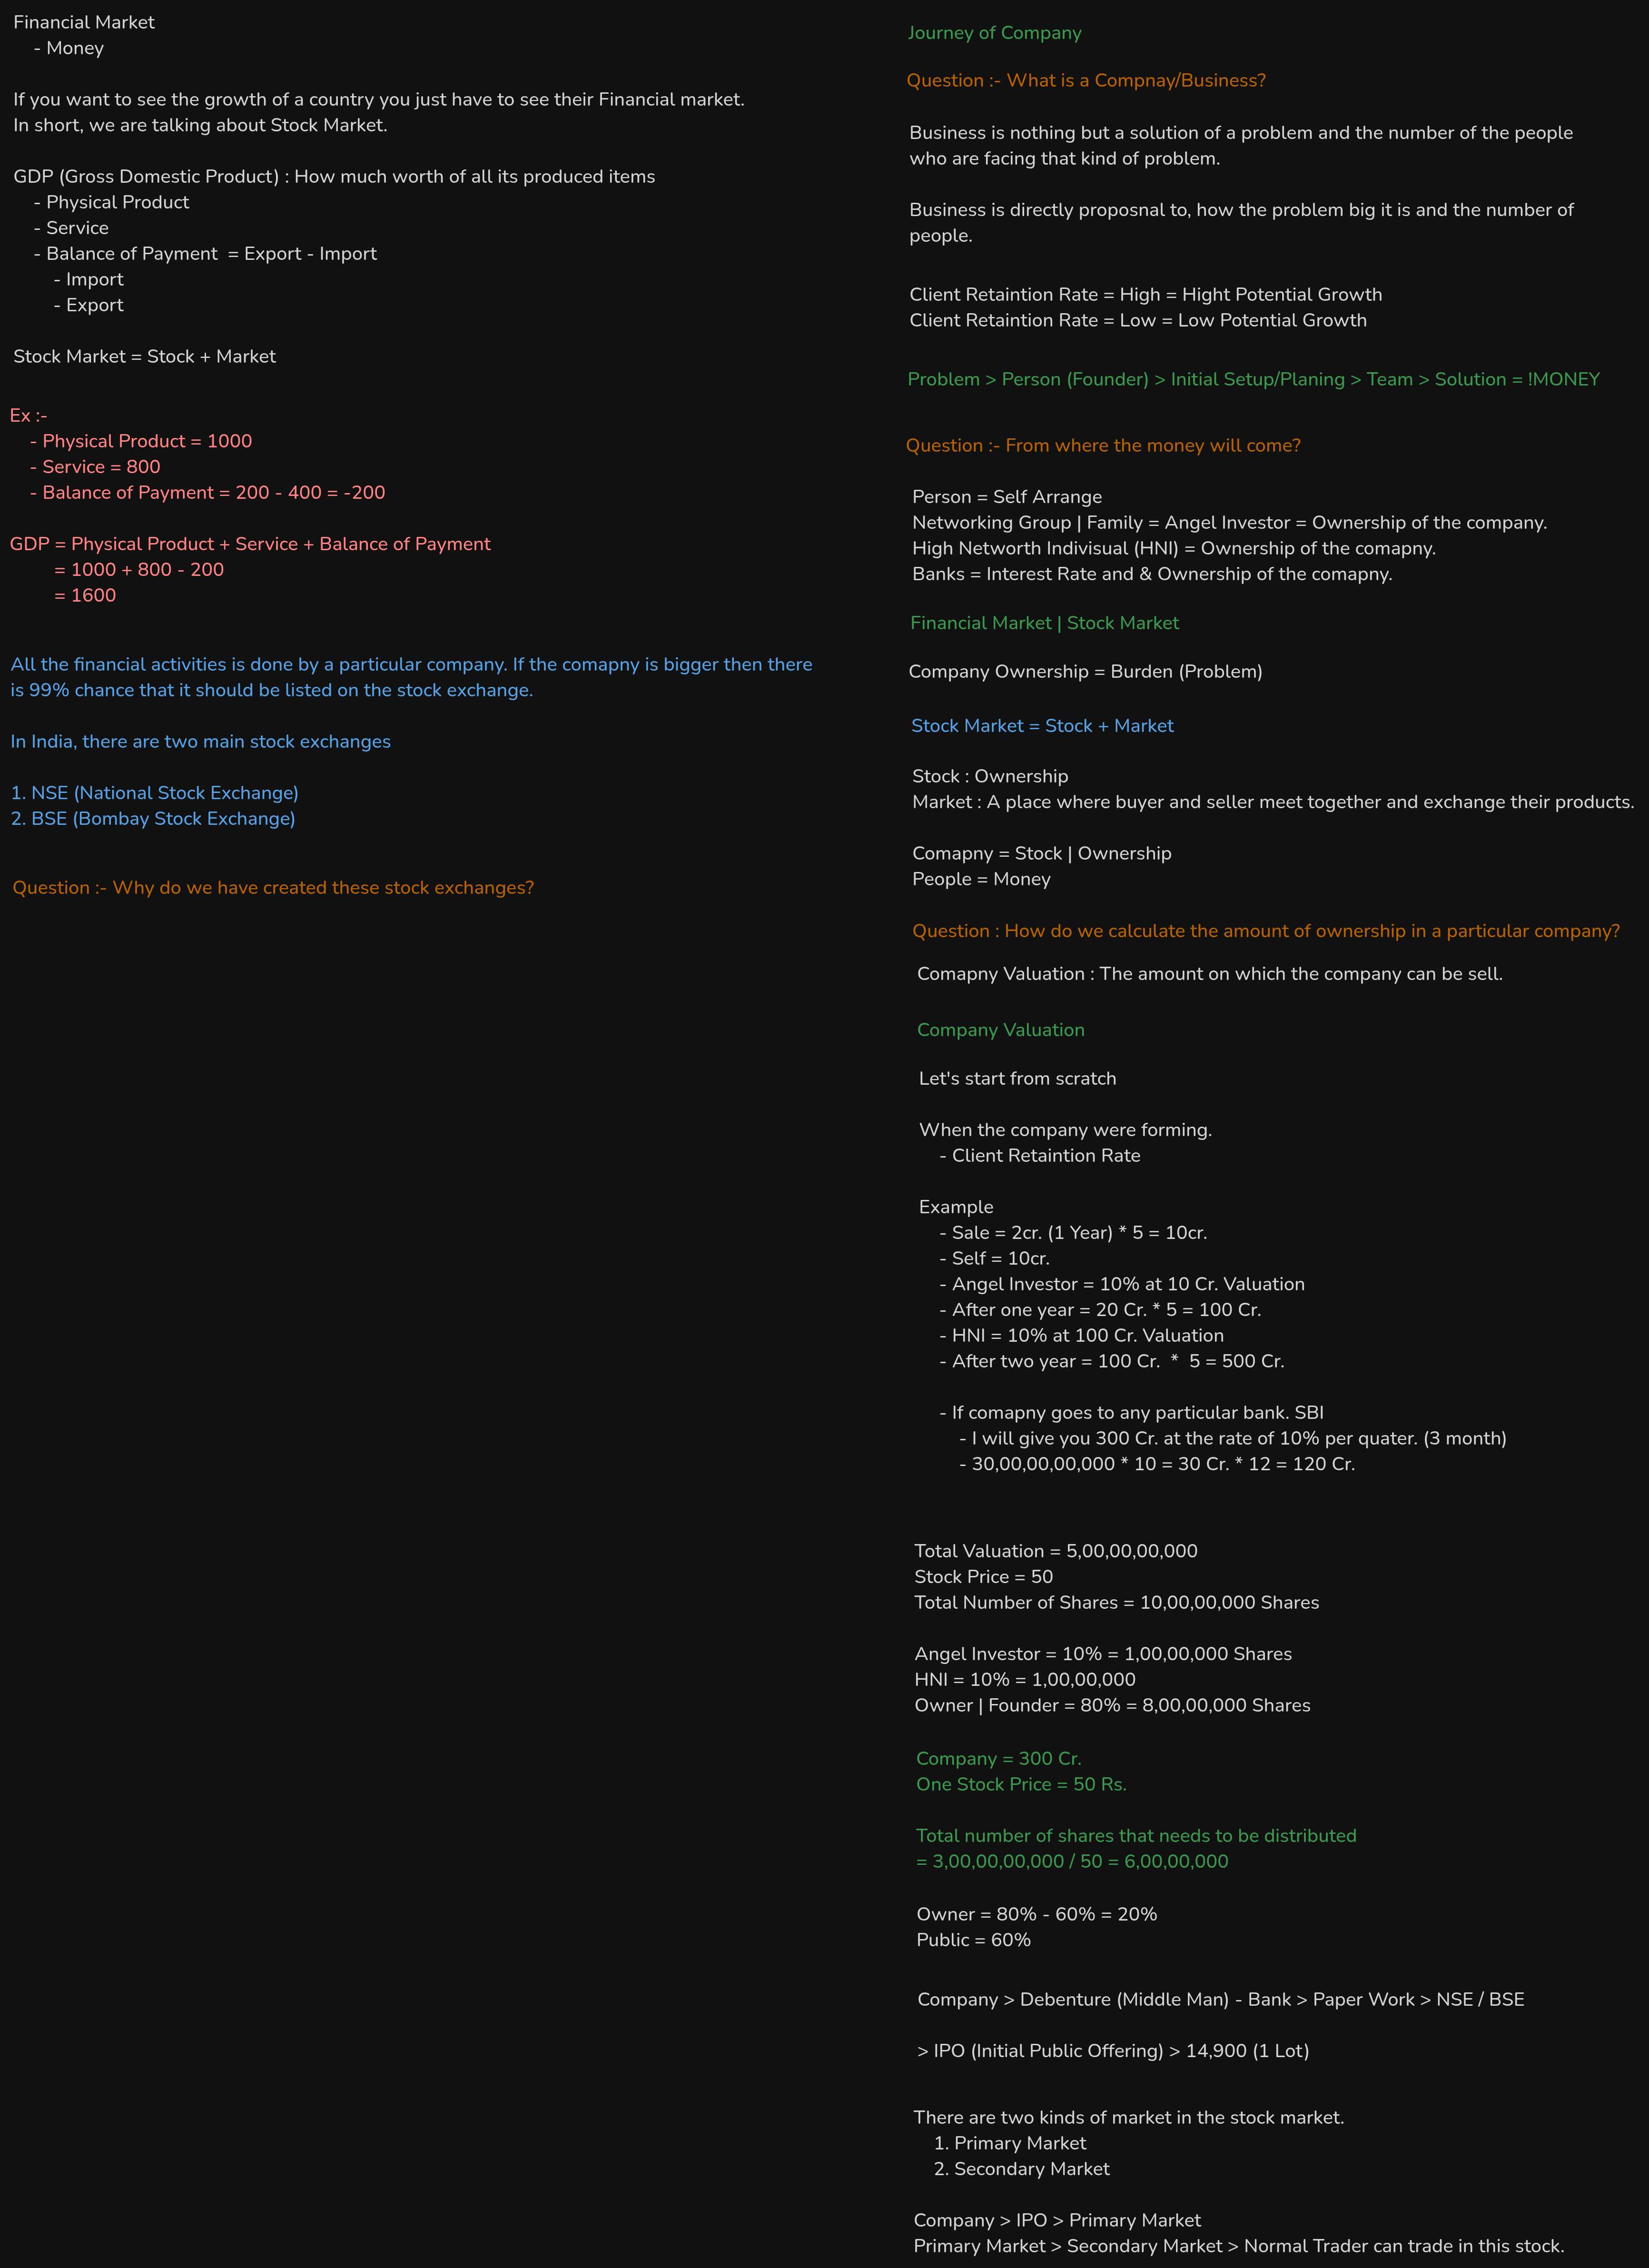 Financial Market
- Money
If you want to see the growth of a country you just have to see their Financial market.
In short, we are talking about Stock Market.
GDP (Gross Domestic Product) : How much worth of all its produced items
- Physical Product
- Service
- Balance of Payment  = Export - Import
- Import
- Export
Stock Market = Stock + Market
Ex :-
- Physical Product = 1000
- Service = 800
- Balance of Payment = 200 - 400 = -200
GDP = Physical Product + Service + Balance of Payment
= 1000 + 800 - 200
= 1600
All the financial activities is done by a particular company. If the comapny is bigger then there
is 99% chance that it should be listed on the stock exchange.
In India, there are two main stock exchanges
1. NSE (National Stock Exchange)
2. BSE (Bombay Stock Exchange)
Question :- Why do we have created these stock exchanges?
Journey of Company
Question :- What is a Compnay/Business?
Business is nothing but a solution of a problem and the number of the people
who are facing that kind of problem.
Business is directly proposnal to, how the problem big it is and the number of
people.
Client Retaintion Rate = High = Hight Potential Growth
Client Retaintion Rate = Low = Low Potential Growth
Problem > Person (Founder) > Initial Setup/Planing > Team > Solution = !MONEY
Question :- From where the money will come?
Person = Self Arrange
Networking Group | Family = Angel Investor = Ownership of the company.
High Networth Indivisual (HNI) = Ownership of the comapny.
Banks = Interest Rate and & Ownership of the comapny.
Financial Market | Stock Market
Company Ownership = Burden (Problem)
Stock Market = Stock + Market
Stock : Ownership
Market : A place where buyer and seller meet together and exchange their products.
Comapny = Stock | Ownership
People = Money
Question : How do we calculate the amount of ownership in a particular company?
Comapny Valuation : The amount on which the company can be sell.
Company Valuation
Let's start from scratch
When the company were forming.
- Client Retaintion Rate
Example
- Sale = 2cr. (1 Year) * 5 = 10cr.
- Self = 10cr.
- Angel Investor = 10% at 10 Cr. Valuation
- After one year = 20 Cr. * 5 = 100 Cr.
- HNI = 10% at 100 Cr. Valuation
- After two year = 100 Cr.  *  5 = 500 Cr.
- If comapny goes to any particular bank. SBI
- I will give you 300 Cr. at the rate of 10% per quater. (3 month)
- 30,00,00,00,000 * 10 = 30 Cr. * 12 = 120 Cr.
Total Valuation = 5,00,00,00,000
Stock Price = 50
Total Number of Shares = 10,00,00,000 Shares
Angel Investor = 10% = 1,00,00,000 Shares
HNI = 10% = 1,00,00,000
Owner | Founder = 80% = 8,00,00,000 Shares
Company = 300 Cr.
One Stock Price = 50 Rs.
Total number of shares that needs to be distributed
= 3,00,00,00,000 / 50 = 6,00,00,000
Owner = 80% - 60% = 20%
Public = 60%
Company > Debenture (Middle Man) - Bank > Paper Work > NSE / BSE
> IPO (Initial Public Offering) > 14,900 (1 Lot)
There are two kinds of market in the stock market.
1. Primary Market
2. Secondary Market
Company > IPO > Primary Market
Primary Market > Secondary Market > Normal Trader can trade in this stock.